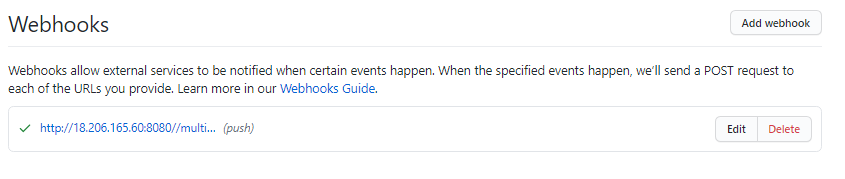 Webhooks
Add webhook
Webhooks allow external services to be notified when certain events happen. When the specified events happen, we'll send a POST request to
each of the URLs you provide. Learn more in our Webhooks Guide.
http://18.206.165.60:8080//multi... (push)
Edit
Delete